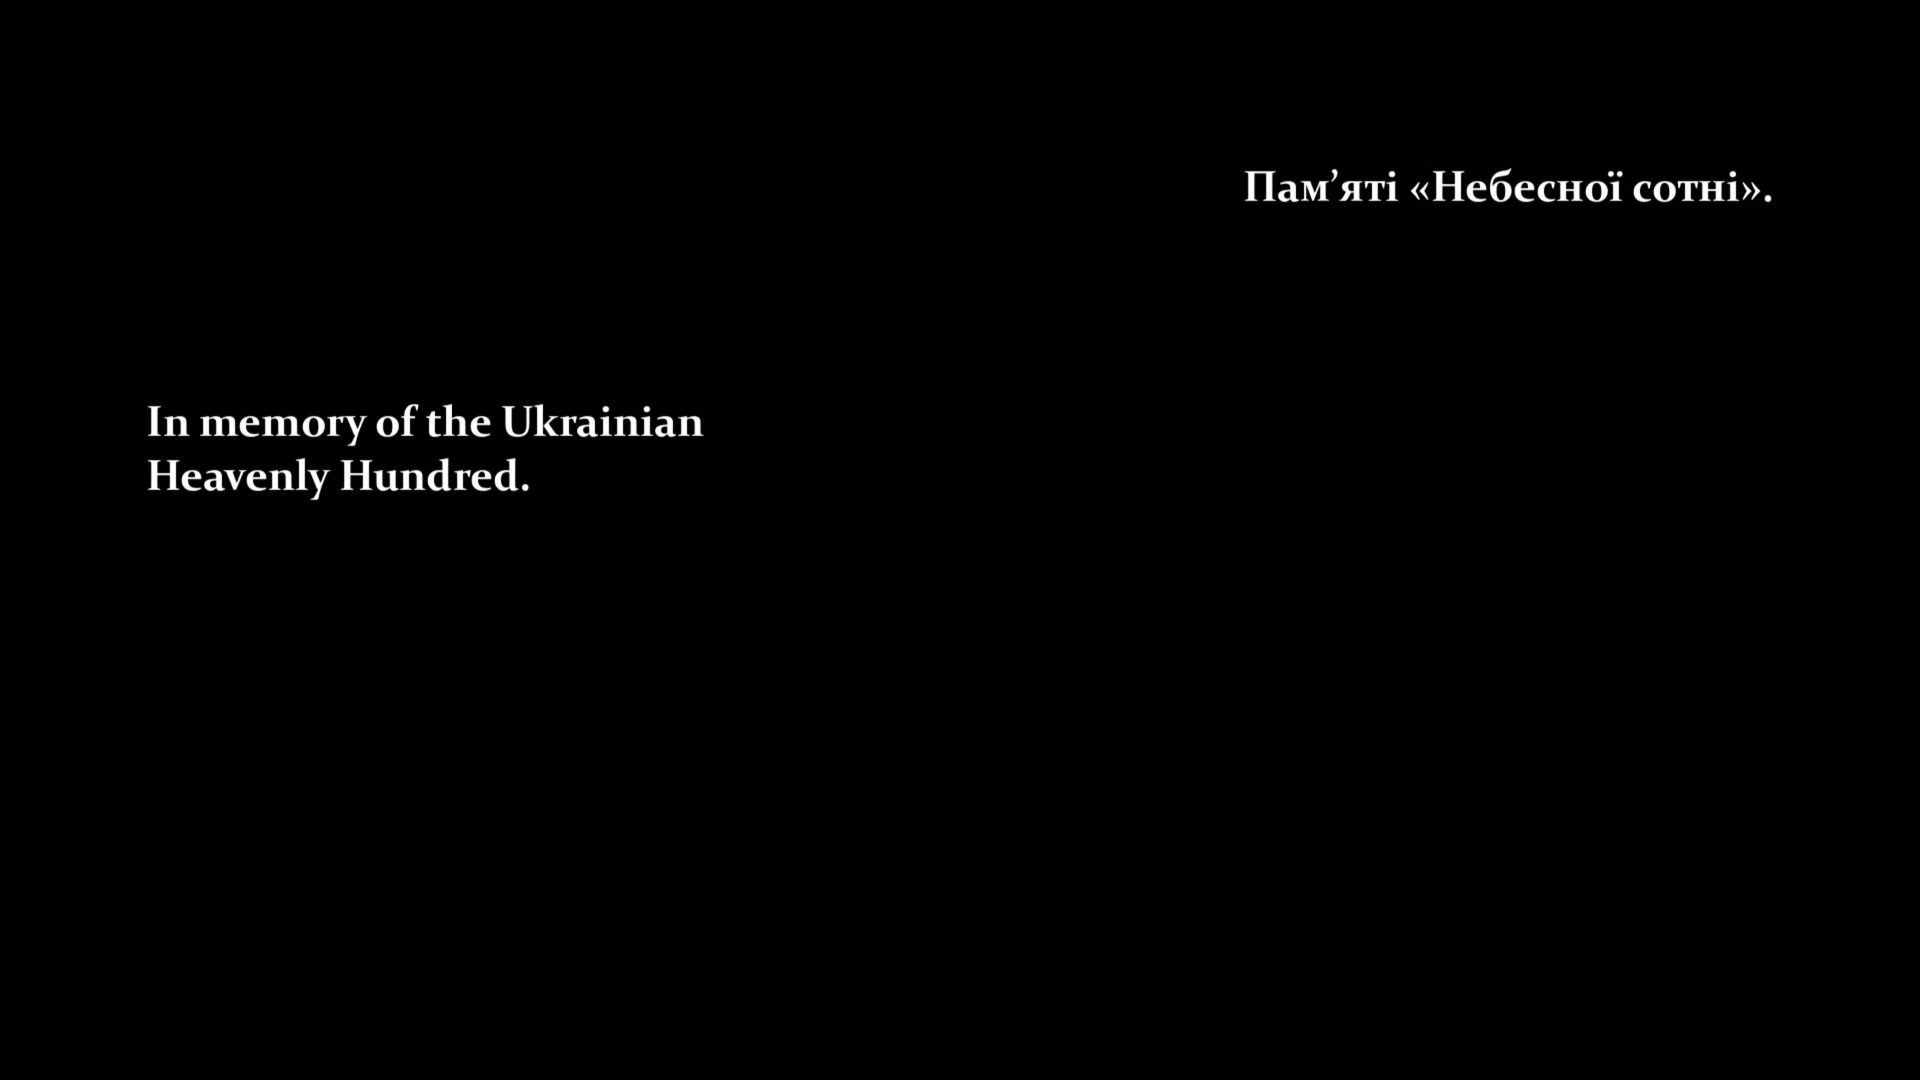 Пам’яті «Небесної сотні».
In memory of the Ukrainian
Heavenly Hundred.